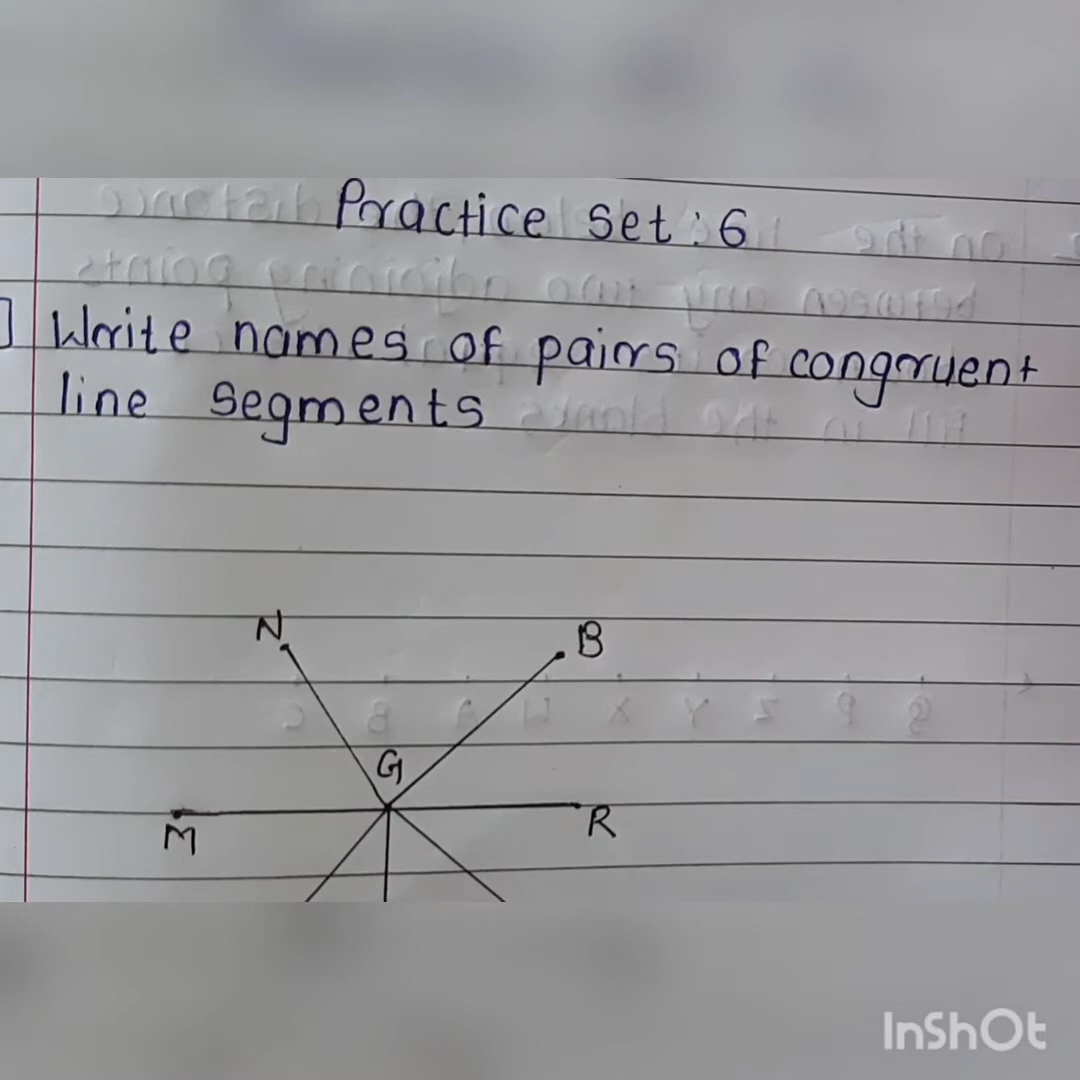 Practice Set : 6
] Write names of pairs of congruent
line segments
N
B
G
M
R
InShOt